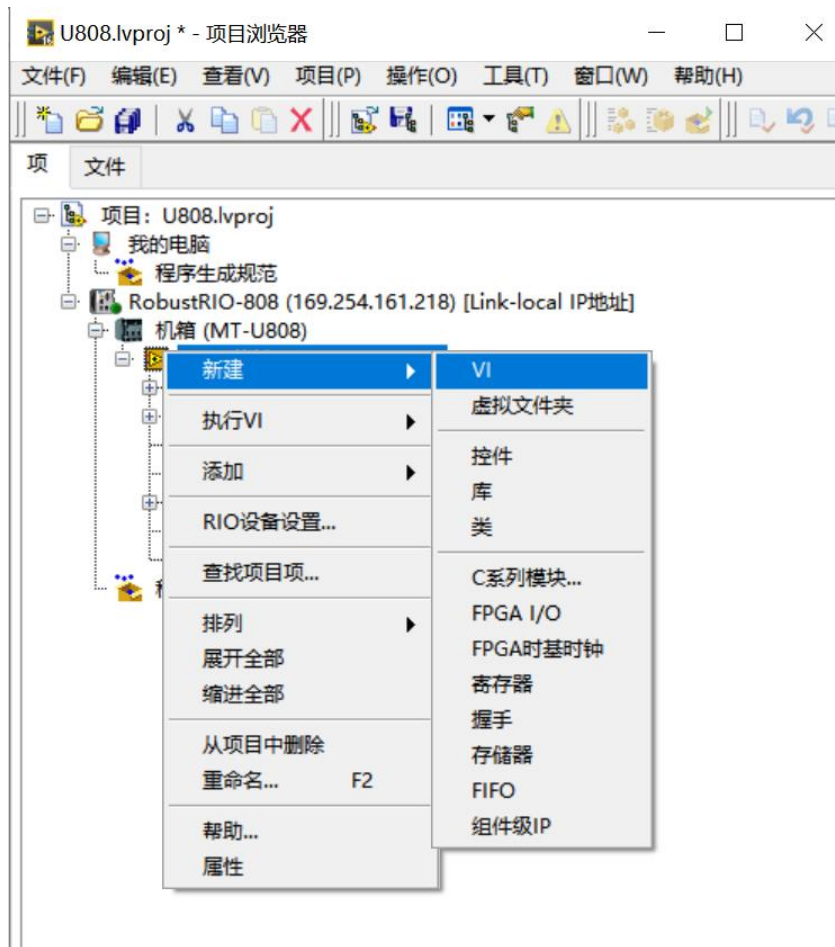 U808.lvproj * - 项目浏览器
文件(F) 编辑(E) 查看(V) 项目(P) 操作(O) 工具(T) 窗口(W) 帮助(H)
项 文件
项目：U808.lvproj
我的电脑
程序生成规范
RobustRIO-808 (169.254.161.218) [Link-local IP地址]
机箱 (MT-U808)
新建
执行VI
添加
RIO设备设置...
查找项目项...
排列
展开全部
缩进全部
从项目中删除
重命名... F2
帮助...
属性
VI
虚拟文件夹
控件
库
类
C系列模块...
FPGA I/O
FPGA时基时钟
寄存器
握手
存储器
FIFO
组件级IP